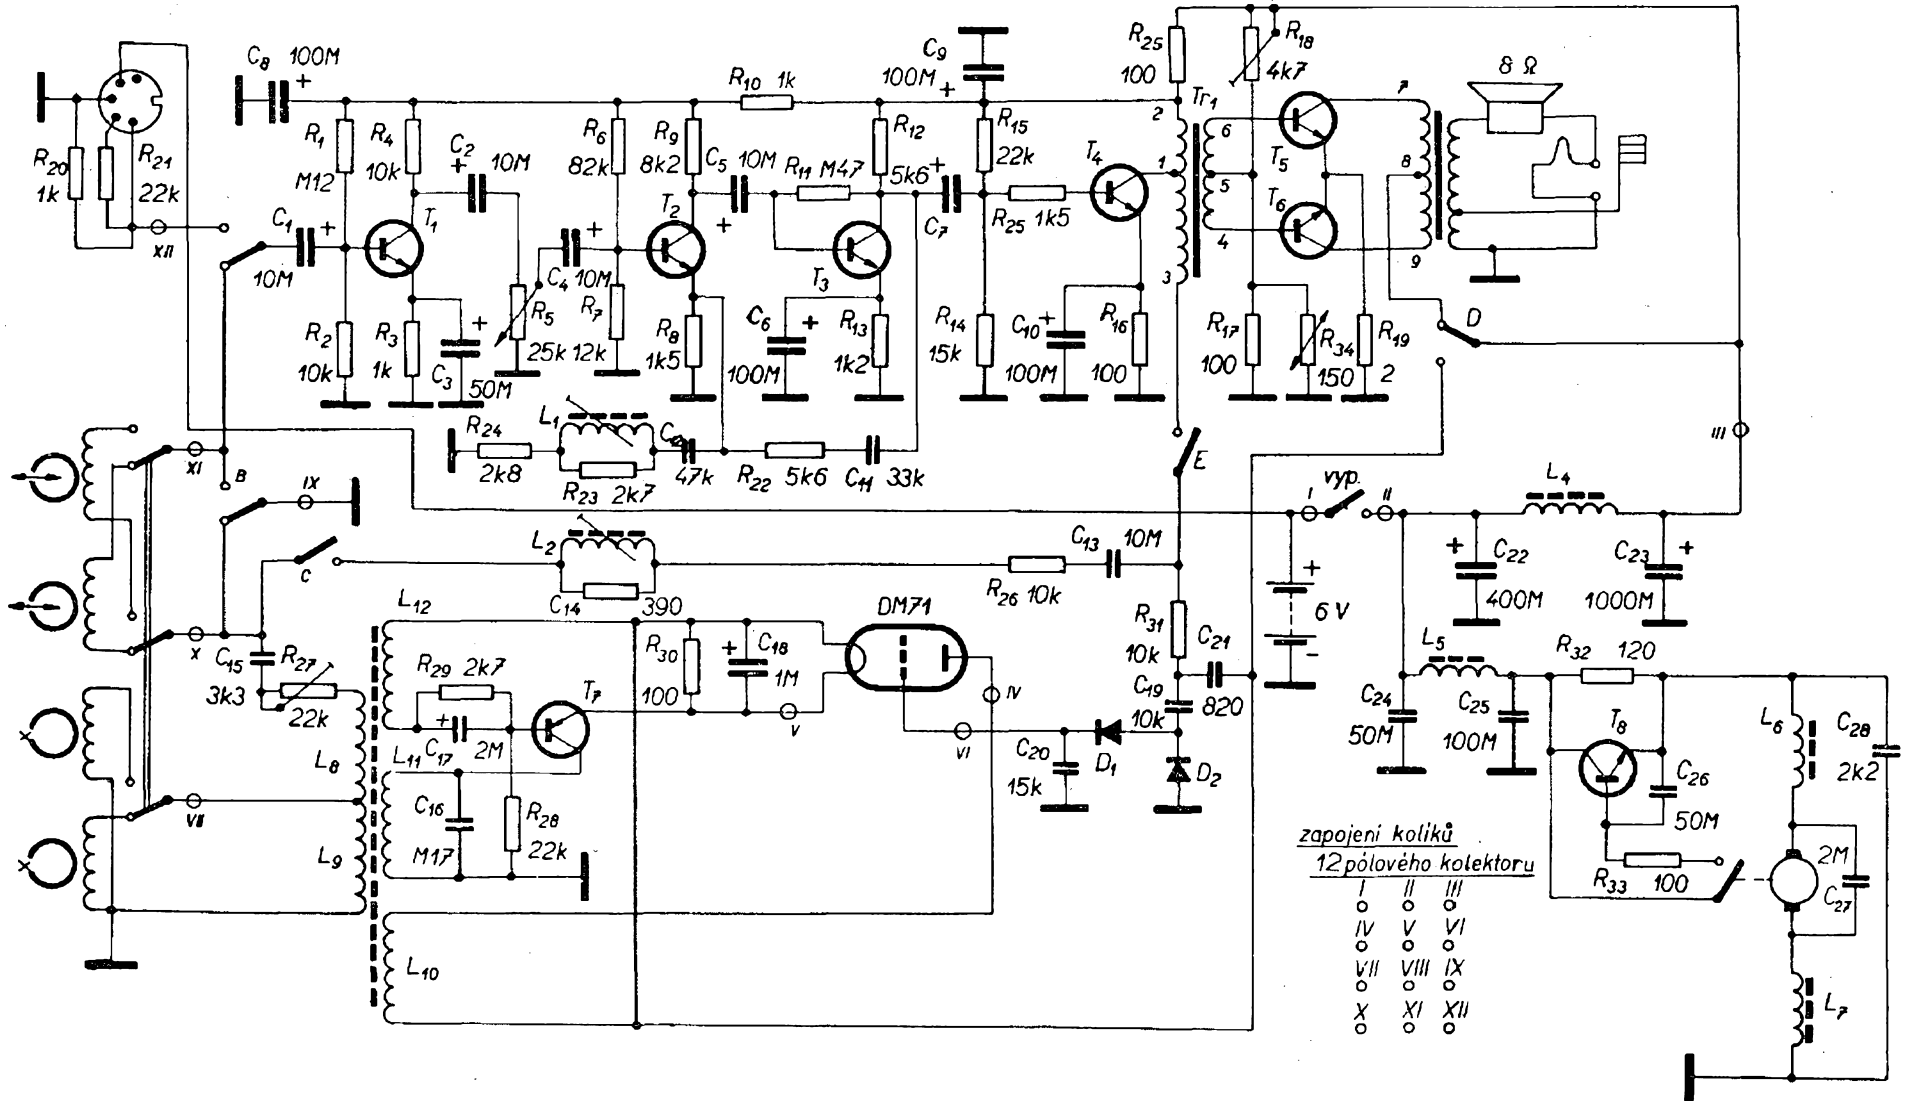 C8 100M +
R20 1k
R21 22k
XII
R1 M12
R4 10k
C2 + 10M
C1 + 10M
T1
R2 10k
R3 1k
C3 + 50M
R5 25k
C4 + 10M
R6 82k
R7 12k
R9 8k2
T2
R8 1k5
C5 10M +
R10 1k
R11 M47
R12 5k6
T3
C6 + 100M
R13 1k2
C7 +
C9 100M +
R15 22k
R14 15k
R25 1k5
T4
C10 + 100M
R16 100
R25 100
Tr1
2
1
3
6
5
4
R18 4k7
T5
T6
R17 100
R34 150
R19 2
7
8
9
8 Ω
D
III
R24 2k8
L1
R23 2k7
47k
R22 5k6
C11 33k
E
XI
B
IX
C
X
VII
L2
C14 390
R26 10k
C13 10M
vyp.
I
II
L4
C22 + 400M
C23 + 1000M
+ 6V -
C15 3k3
R27 22k
L12
L8
L9
L11
L10
R29 2k7
C17 + 2M
T7
C16 M17
R28 22k
R30 100
C18 + 1M
V
DM71
IV
VI
C20 15k
D1
D2
R31 10k
C19 10k
C21 820
L5
C24 50M
C25 100M
R32 120
T8
C26 50M
R33 100
L6
C28 2k2
2M C27
L7
x
x
zapojení kolíků
12 pólového kolektoru
I II III
IV V VI
VII VIII IX
X XI XII